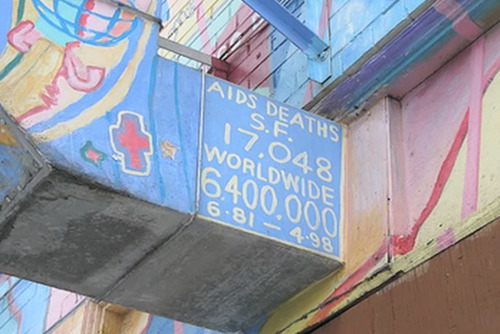 AIDS DEATHS
S.F.
17.048
WORLDWIDE
6400.000
6.81 — 4.98